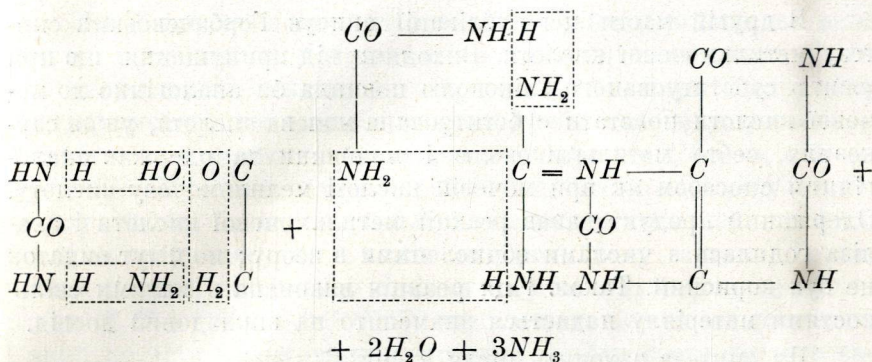 CO NH H
CO NH
NH₂
HN H HO O C NH₂ C = NH — C CO +
CO + CO
HN H NH₂ H₂ C H NH NH C NH
+ 2H₂O + 3NH₃